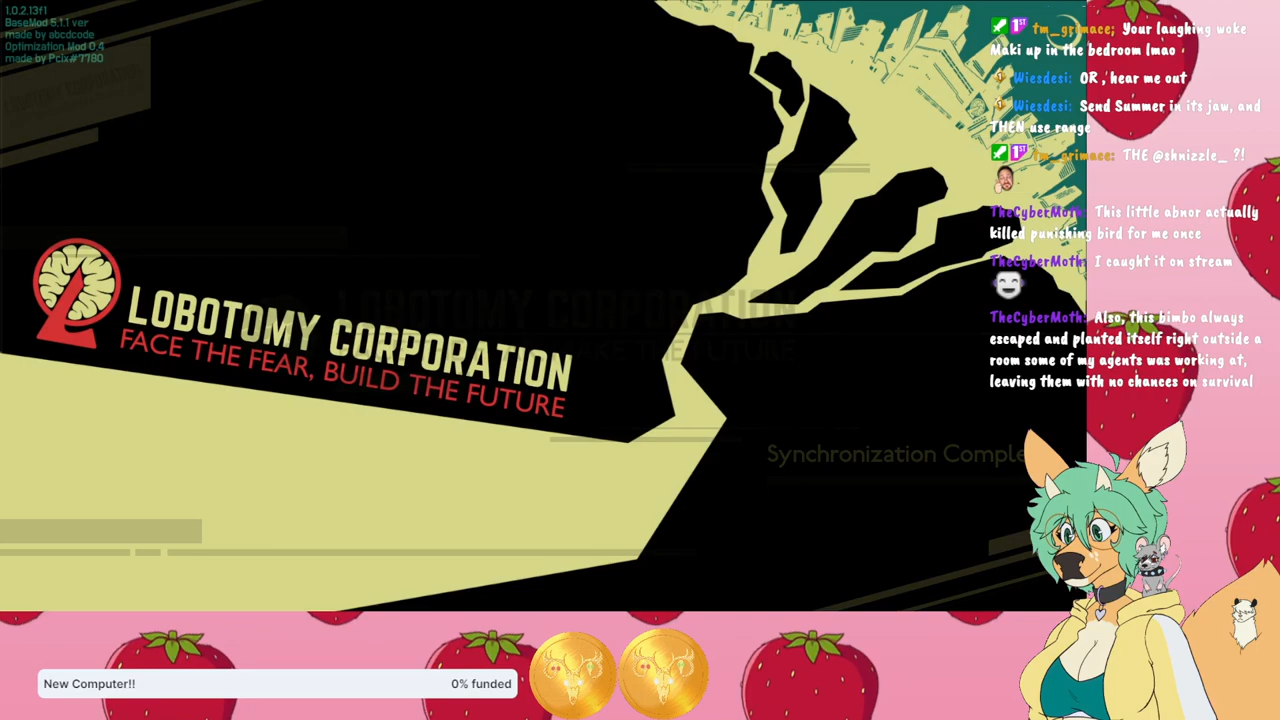 1.0.2.13f1
BaseMod 5.1.1 ver
made by abcdcode
Optimization Mod 0.4
made by Pcix#7780
LOBOTOMY CORPORATION
FACE THE FEAR, BUILD THE FUTURE
LOBOTOMY CORPORATION
Synchronization Comple
tm_grimace: Your laughing woke
Maki up in the bedroom lmao
Wiesdesi: OR , hear me out
Wiesdesi: Send Summer in its jaw, and
THEN use range
tm_grimace: THE @shnizzle_ ?!
TheCyberMoth: This little abnor actually
killed punishing bird for me once
TheCyberMoth: I caught it on stream
TheCyberMoth: Also, this bimbo always
escaped and planted itself right outside a
room some of my agents was working at,
leaving them with no chances on survival
New Computer!! 0% funded